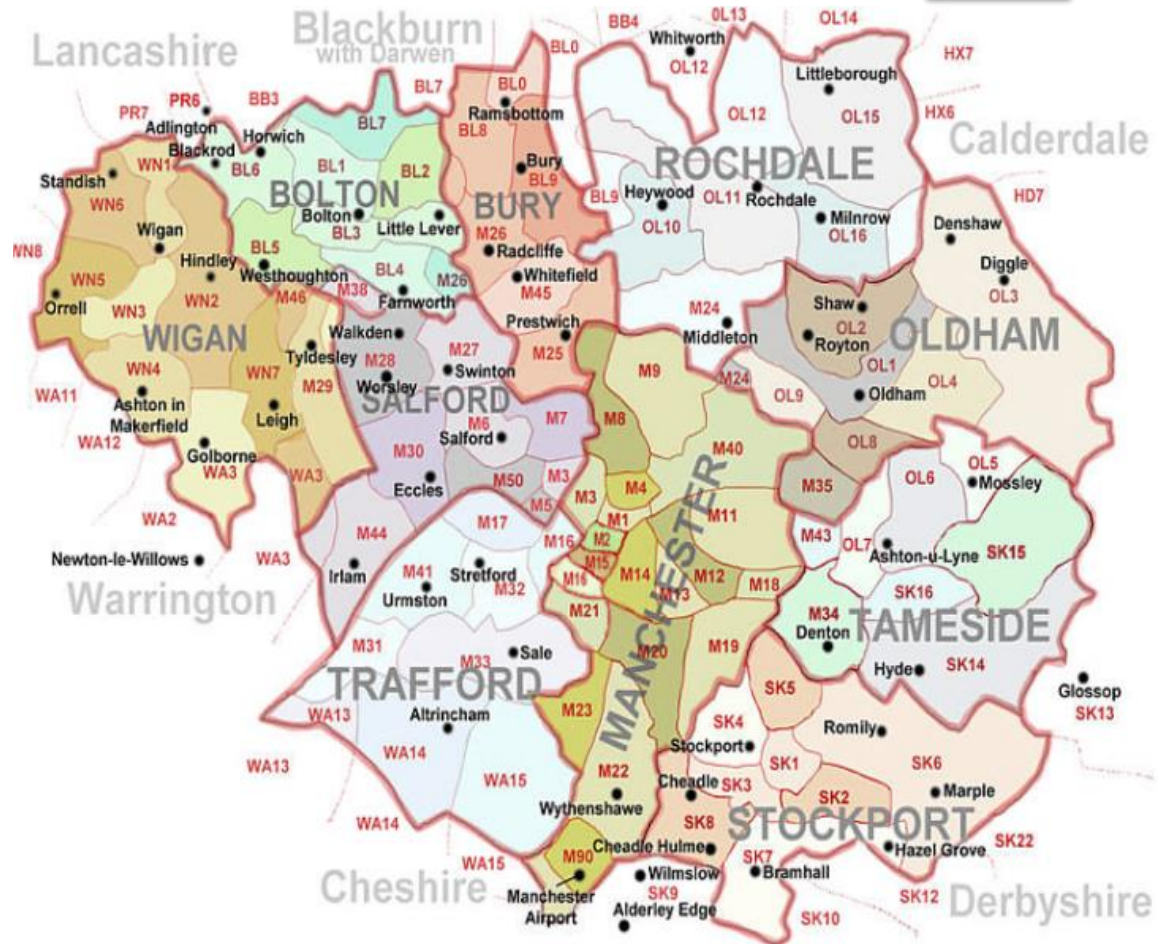 Lancashire
Blackburn
with Darwen
BL0
BB4
Whitworth
OL12
0L13
OL14
HX7
Littleborough
OL12
OL15
HX6
Calderdale
PR7
PR6
BB3
BL7
BL0
Ramsbottom
Adlington
Horwich
Blackrod
BL7
BL8
BL6
BL1
BL2
Bury
BL9
ROCHDALE
WN1
Standish
WN6
BOLTON
BURY
BL9
Heywood
OL11
Rochdale
HD7
Bolton
Little Lever
BL3
OL10
Milnrow
OL16
Denshaw
Wigan
M26
Radcliffe
WN8
BL5
Westhoughton
Hindley
BL4
M26
Whitefield
Diggle
OL3
WN5
Orrell
WN2
M46
M38
Farnworth
M45
WN3
M24
Middleton
Shaw
OL2
Royton
OLDHAM
WIGAN
Walkden
Prestwich
M25
Tyldesley
M27
M28
Swinton
Worsley
WN4
WN7
M29
M9
OL1
M24
OL9
Oldham
OL4
WA11
Ashton in
Makerfield
Leigh
SALFORD
M6
Salford
M7
M8
WA12
Golborne
WA3
M30
M40
OL8
WA3
Eccles
M50
M3
M4
M35
OL6
OL5
Mossley
M5
M3
WA2
M44
M17
M16
M1
M2
M11
M43
OL7
Ashton-u-Lyne
SK15
Newton-le-Willows
WA3
Irlam
M41
Urmston
Stretford
M32
M15
M16
M14
M12
M13
M18
SK16
Warrington
M21
M34
Denton
TAMESIDE
M31
M33
Sale
M20
M19
Hyde
SK14
TRAFFORD
MANCHESTER
Glossop
SK13
WA13
Altrincham
M23
SK5
SK4
Stockport
Romily
WA13
WA14
WA15
M22
Wythenshawe
Cheadle
SK3
SK1
SK6
SK2
Marple
WA14
SK8
STOCKPORT
Cheadle Hulme
Hazel Grove
SK22
WA15
M90
SK7
Bramhall
Cheshire
Manchester
Airport
Wilmslow
SK9
Alderley Edge
SK12
SK10
Derbyshire